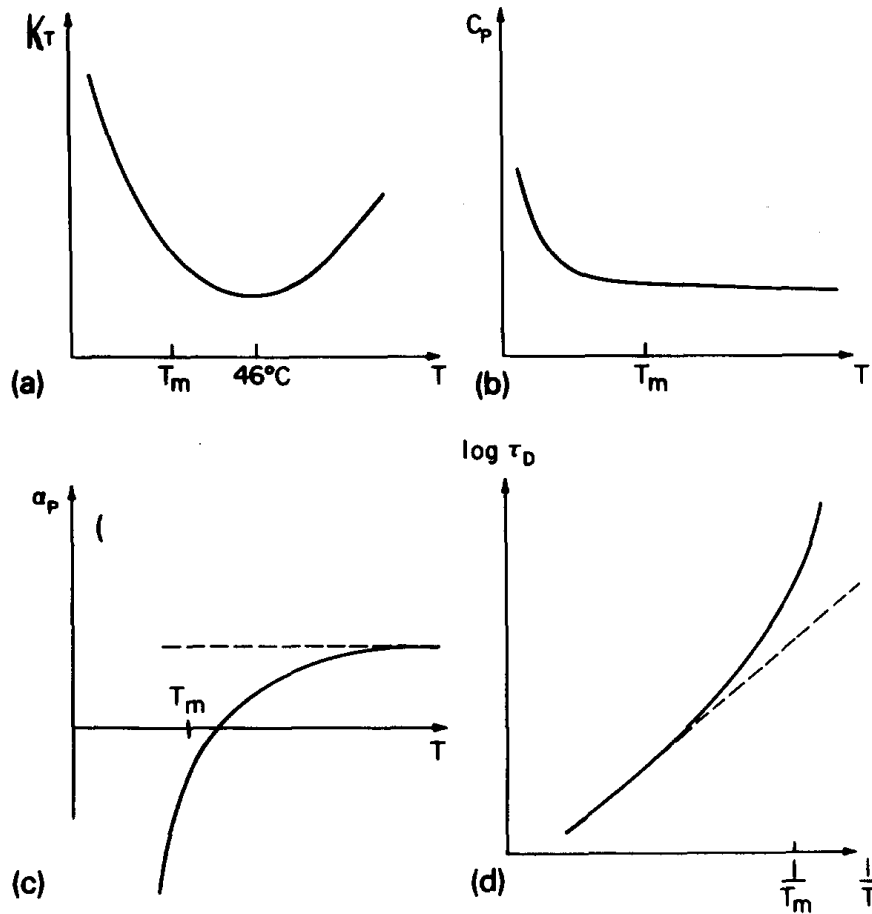 K_T
C_P
(a)
T_m
46°C
T
(b)
T_m
T
α_P
(
T_m
T
(c)
log τ_D
(d)
1/T_m
1/T